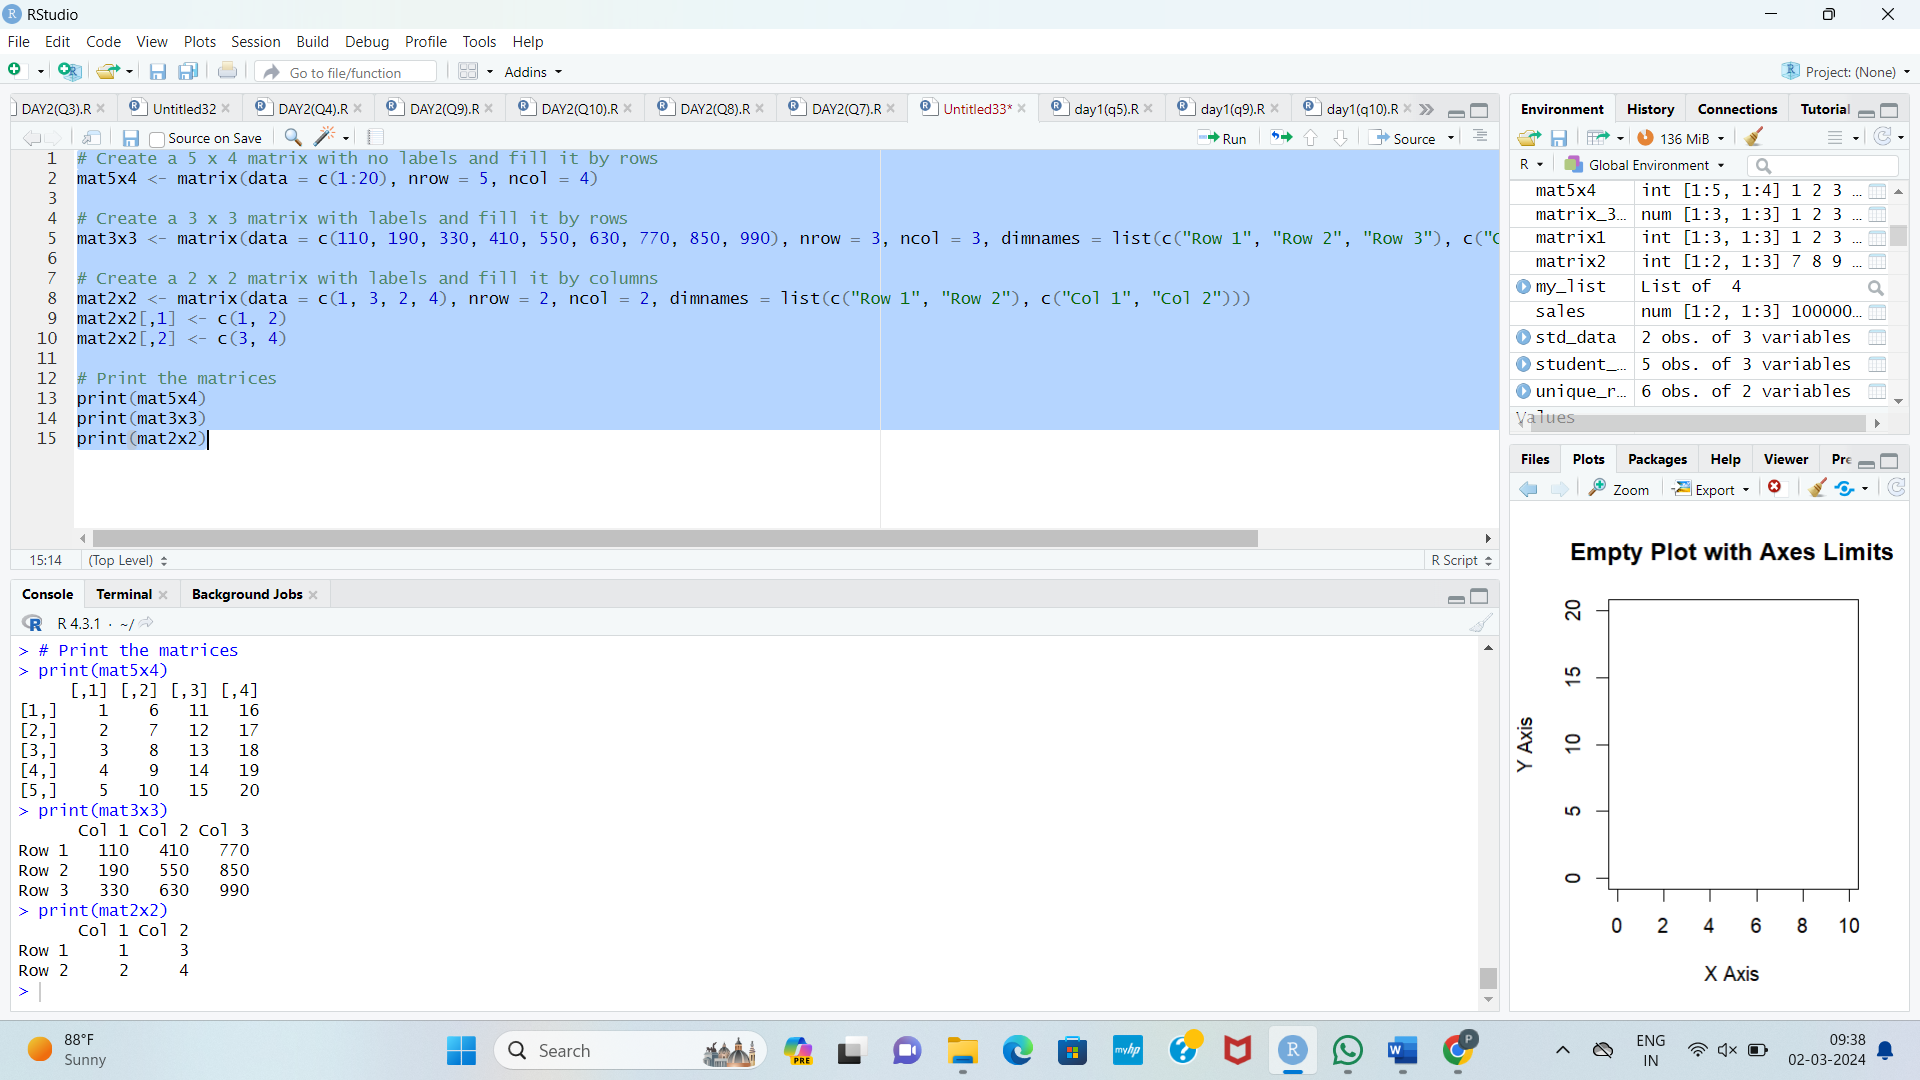 RStudio
File Edit Code View Plots Session Build Debug Profile Tools Help
Go to file/function
Addins
Project: (None)
DAY2(Q3).R
Untitled32
DAY2(Q4).R
DAY2(Q9).R
DAY2(Q10).R
DAY2(Q8).R
DAY2(Q7).R
Untitled33*
day1(q5).R
day1(q9).R
day1(q10).R
Source on Save
Run
Source
1 # Create a 5 x 4 matrix with no labels and fill it by rows
2 mat5x4 <- matrix(data = c(1:20), nrow = 5, ncol = 4)
3
4 # Create a 3 x 3 matrix with labels and fill it by rows
5 mat3x3 <- matrix(data = c(110, 190, 330, 410, 550, 630, 770, 850, 990), nrow = 3, ncol = 3, dimnames = list(c("Row 1", "Row 2", "Row 3"), c("C
6
7 # Create a 2 x 2 matrix with labels and fill it by columns
8 mat2x2 <- matrix(data = c(1, 3, 2, 4), nrow = 2, ncol = 2, dimnames = list(c("Row 1", "Row 2"), c("Col 1", "Col 2")))
9 mat2x2[,1] <- c(1, 2)
10 mat2x2[,2] <- c(3, 4)
11
12 # Print the matrices
13 print(mat5x4)
14 print(mat3x3)
15 print(mat2x2)
15:14 (Top Level) R Script
Console Terminal Background Jobs
R 4.3.1 · ~/
> # Print the matrices
> print(mat5x4)
[,1] [,2] [,3] [,4]
[1,] 1 6 11 16
[2,] 2 7 12 17
[3,] 3 8 13 18
[4,] 4 9 14 19
[5,] 5 10 15 20
> print(mat3x3)
Col 1 Col 2 Col 3
Row 1 110 410 770
Row 2 190 550 850
Row 3 330 630 990
> print(mat2x2)
Col 1 Col 2
Row 1 1 3
Row 2 2 4
>
Environment History Connections Tutorial
136 MiB
R Global Environment
mat5x4 int [1:5, 1:4] 1 2 3 ...
matrix_3... num [1:3, 1:3] 1 2 3 ...
matrix1 int [1:3, 1:3] 1 2 3 ...
matrix2 int [1:2, 1:3] 7 8 9 ...
my_list List of 4
sales num [1:2, 1:3] 100000...
std_data 2 obs. of 3 variables
student_... 5 obs. of 3 variables
unique_r... 6 obs. of 2 variables
Values
Files Plots Packages Help Viewer Pre
Zoom Export
Empty Plot with Axes Limits
Y Axis
20
15
10
5
0
0 2 4 6 8 10
X Axis
88°F
Sunny
Search
PRE
myhp
R
P
ENG
IN
09:38
02-03-2024